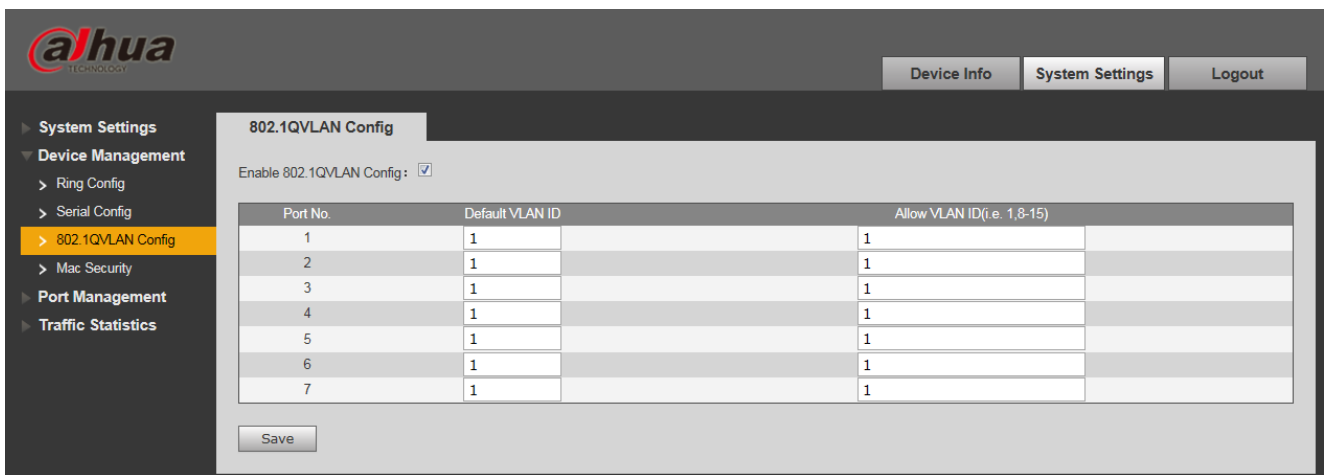 alhua
TECHNOLOGY
Device Info System Settings Logout
System Settings
Device Management
Ring Config
Serial Config
802.1QVLAN Config
Mac Security
Port Management
Traffic Statistics
802.1QVLAN Config
Enable 802.1QVLAN Config:
Port No. Default VLAN ID Allow VLAN ID(i.e. 1,8-15)
1 1 1
2 1 1
3 1 1
4 1 1
5 1 1
6 1 1
7 1 1
Save